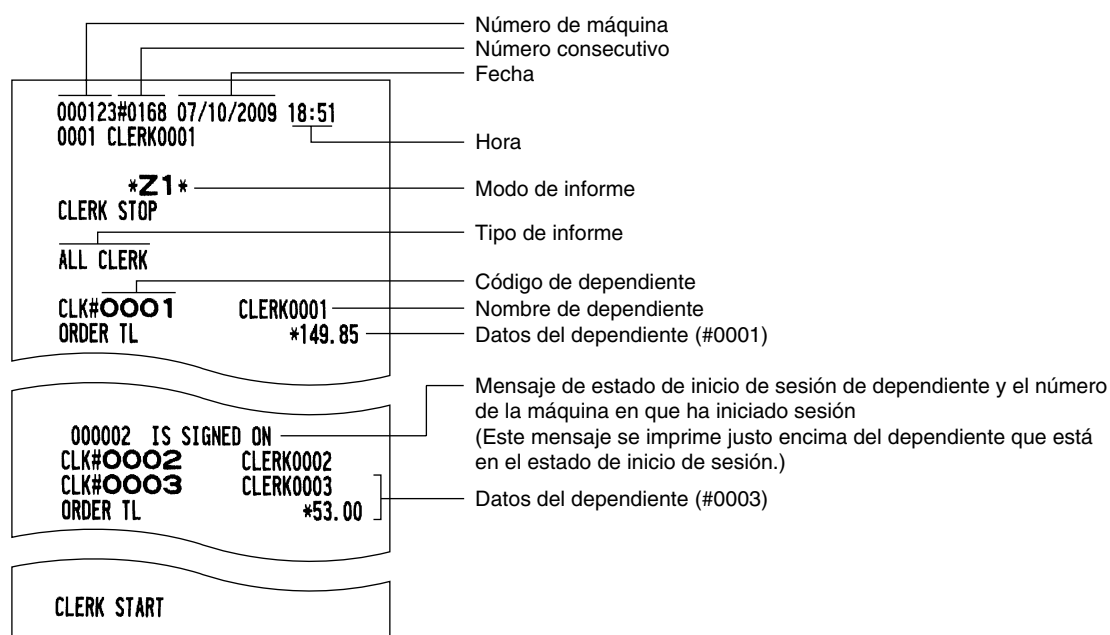 Número de máquina
Número consecutivo
Fecha
000123#0168 07/10/2009 18:51
0001 CLERK0001
Hora
*Z1*
Modo de informe
CLERK STOP
Tipo de informe
ALL CLERK
Código de dependiente
CLK#0001 CLERK0001
Nombre de dependiente
ORDER TL *149.85
Datos del dependiente (#0001)
Mensaje de estado de inicio de sesión de dependiente y el número
de la máquina en que ha iniciado sesión
(Este mensaje se imprime justo encima del dependiente que está
en el estado de inicio de sesión.)
000002 IS SIGNED ON
CLK#0002 CLERK0002
CLK#0003 CLERK0003
ORDER TL *53.00
Datos del dependiente (#0003)
CLERK START